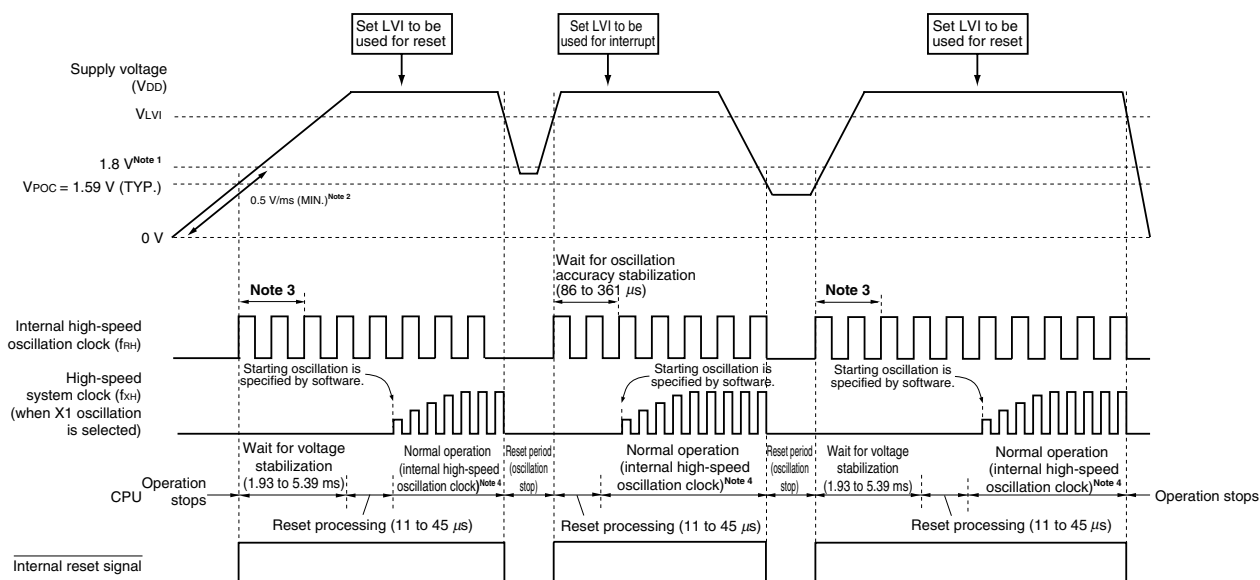 Set LVI to be
used for reset
Set LVI to be
used for interrupt
Set LVI to be
used for reset
Supply voltage
(VDD)
VLVI
1.8 V Note 1
VPOC = 1.59 V (TYP.)
0.5 V/ms (MIN.) Note 2
0 V
Wait for oscillation
accuracy stabilization
(86 to 361 μs)
Note 3
Note 3
Internal high-speed
oscillation clock (fRH)
Starting oscillation is
specified by software.
Starting oscillation is
specified by software.
Starting oscillation is
specified by software.
High-speed
system clock (fXH)
(when X1 oscillation
is selected)
Wait for voltage
stabilization
(1.93 to 5.39 ms)
Normal operation
(internal high-speed
oscillation clock) Note 4
Reset period
(oscillation
stop)
Normal operation
(internal high-speed
oscillation clock) Note 4
Reset period
(oscillation
stop)
Wait for voltage
stabilization
(1.93 to 5.39 ms)
Normal operation
(internal high-speed
oscillation clock) Note 4
CPU
Operation
stops
Operation stops
Reset processing (11 to 45 μs)
Reset processing (11 to 45 μs)
Reset processing (11 to 45 μs)
Internal reset signal